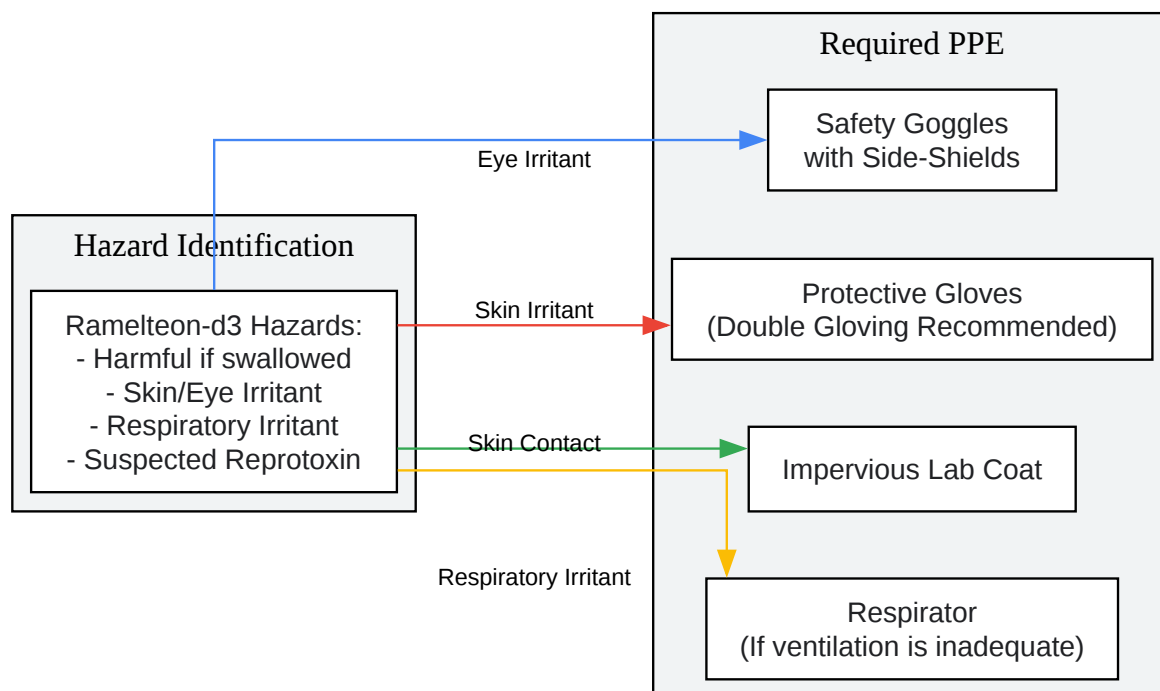 Required PPE
Safety Goggles
with Side-Shields
Eye Irritant
Hazard Identification
Ramelteon-d3 Hazards:
- Harmful if swallowed
- Skin/Eye Irritant
- Respiratory Irritant
- Suspected Reprotoxin
Skin Irritant
Protective Gloves
(Double Gloving Recommended)
Skin Contact
Impervious Lab Coat
Respiratory Irritant
Respirator
(If ventilation is inadequate)